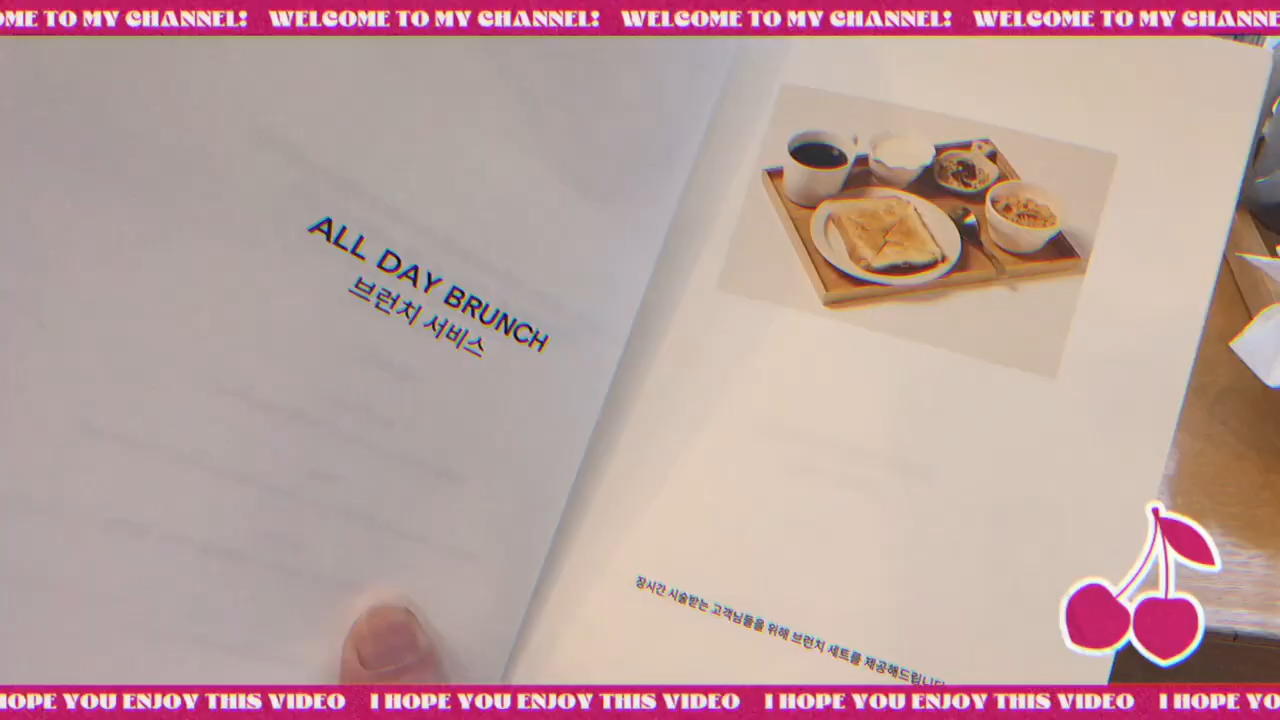 WELCOME TO MY CHANNEL! WELCOME TO MY CHANNEL! WELCOME TO MY
ALL DAY BRUNCH
브런치 서비스
장시간 시술받는 고객님들을 위해 브런치 세트를 제공해드립니다
I HOPE YOU ENJOY THIS VIDEO I HOPE YOU ENJOY THIS VIDEO I HOPE YOU ENJOY THIS VIDEO I